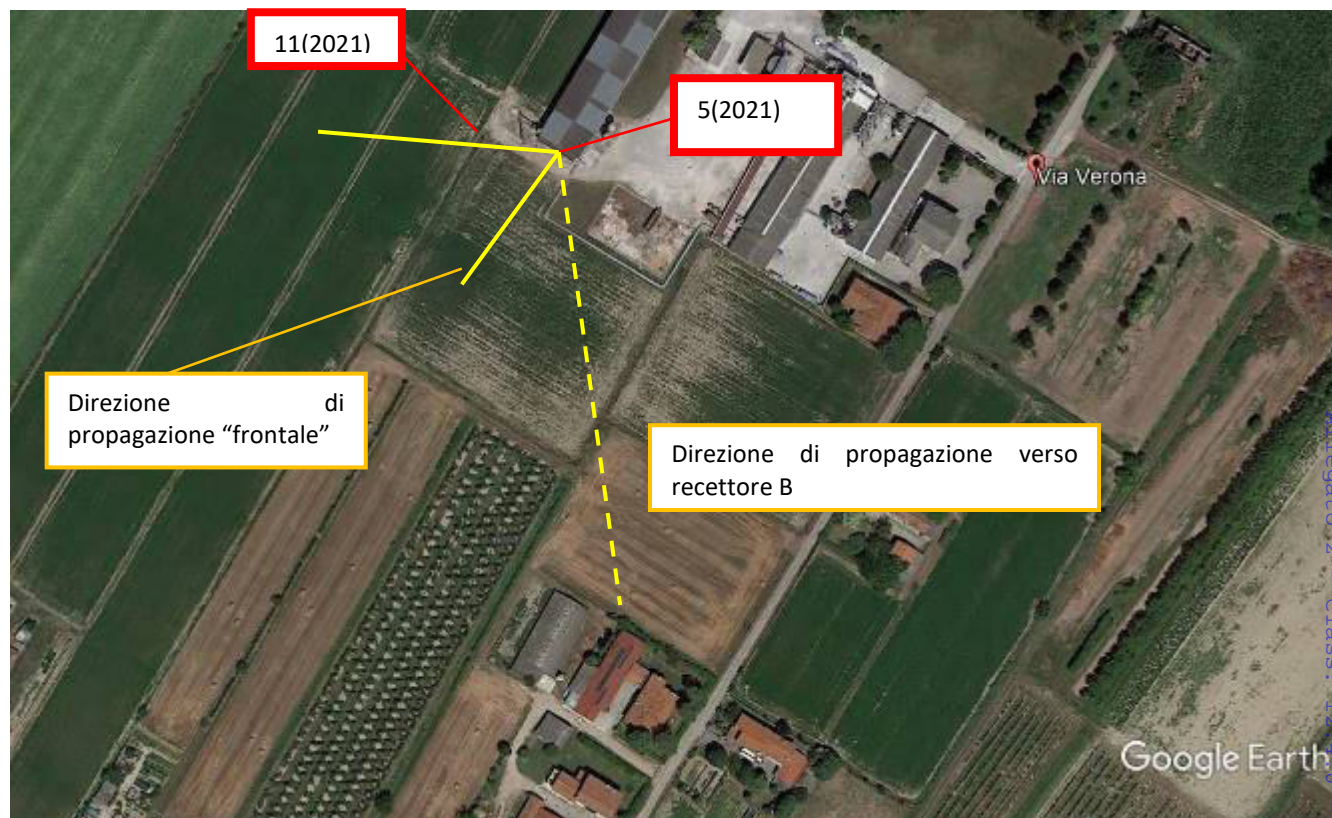 11(2021)
5(2021)
Via Verona
Direzione di
propagazione “frontale”
Direzione di propagazione verso
recettore B
Google Earth